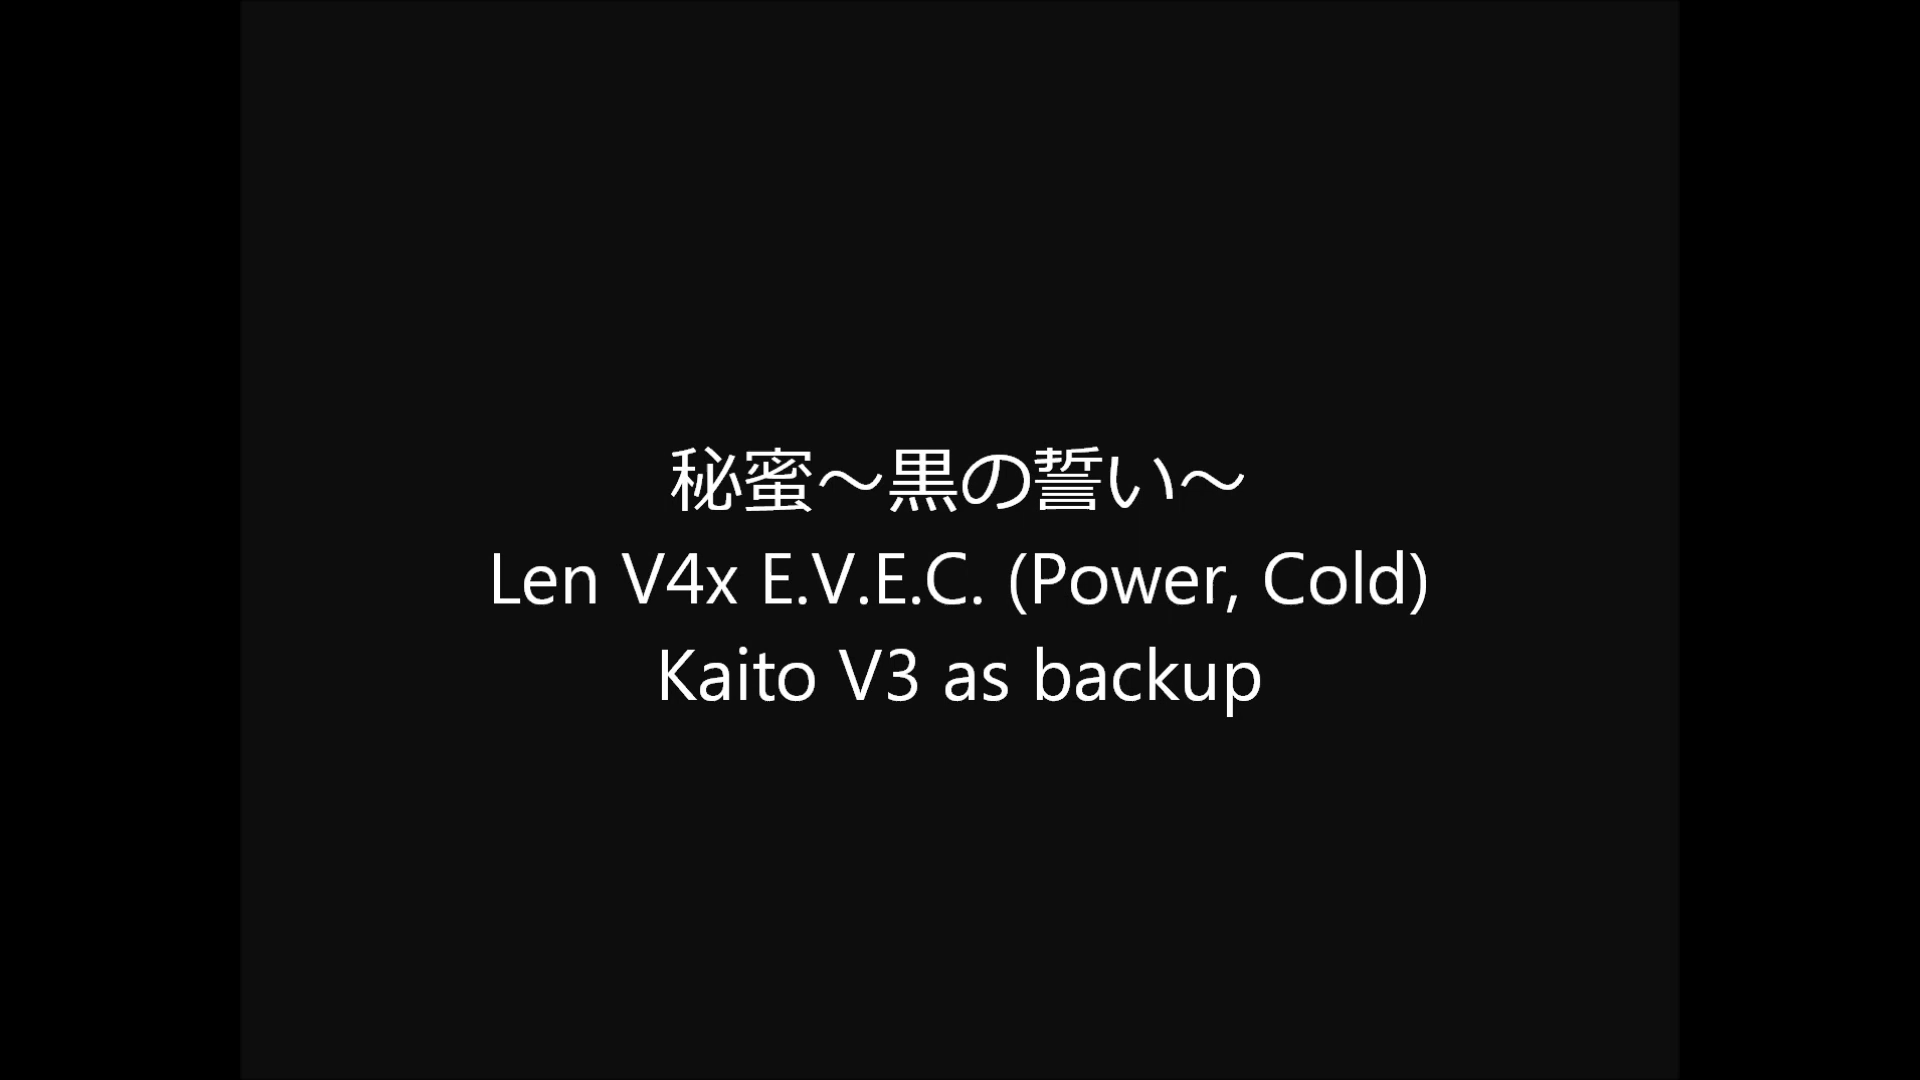 秘蜜～黒の誓い～
Len V4x E.V.E.C. (Power, Cold)
Kaito V3 as backup